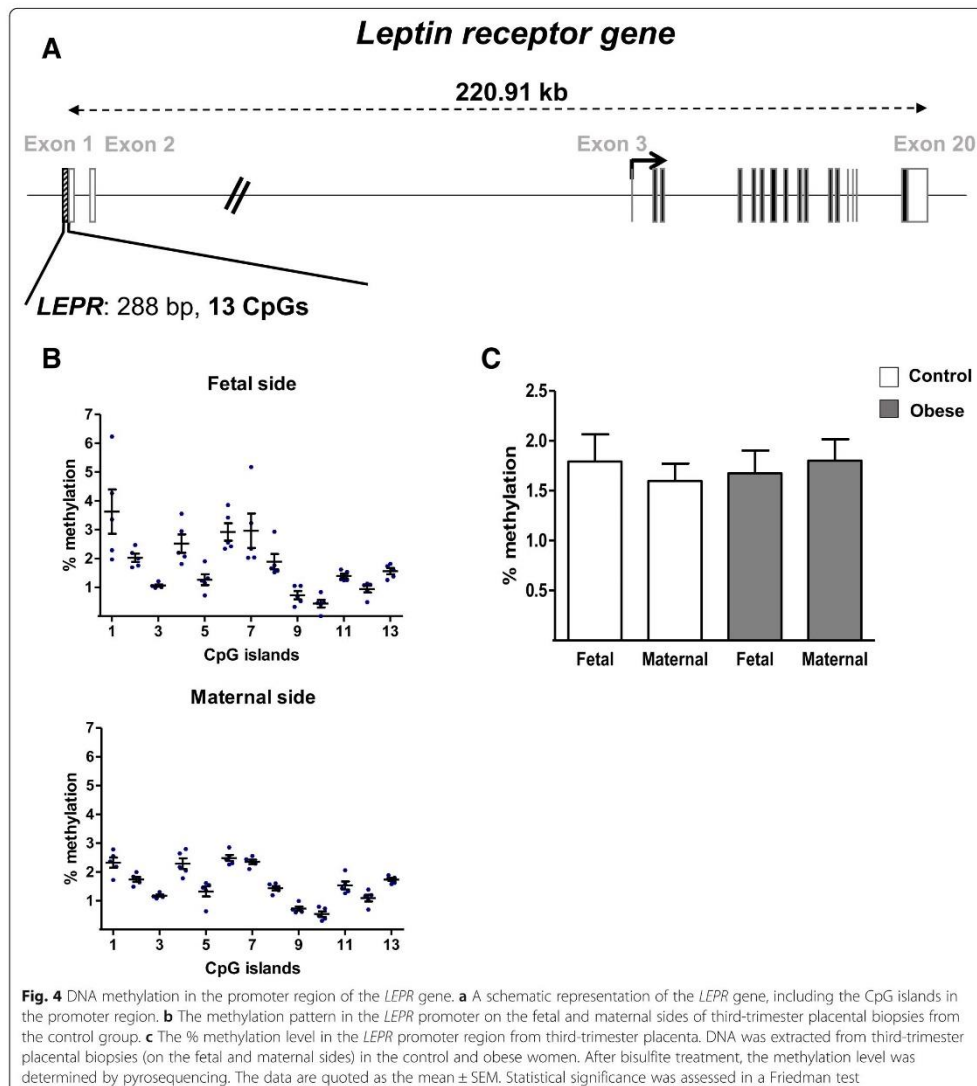 A
Leptin receptor gene
220.91 kb
Exon 1
Exon 2
Exon 3
Exon 20
LEPR: 288 bp, 13 CpGs
B
Fetal side
% methylation
7
6
5
4
3
2
1
1 3 5 7 9 11 13
CpG islands
Maternal side
% methylation
7
6
5
4
3
2
1
1 3 5 7 9 11 13
CpG islands
C
Control
Obese
% methylation
2.5
2.0
1.5
1.0
0.5
Fetal Maternal Fetal Maternal
Fig. 4 DNA methylation in the promoter region of the LEPR gene. a A schematic representation of the LEPR gene, including the CpG islands in
the promoter region. b The methylation pattern in the LEPR promoter on the fetal and maternal sides of third-trimester placental biopsies from
the control group. c The % methylation level in the LEPR promoter region from third-trimester placenta. DNA was extracted from third-trimester
placental biopsies (on the fetal and maternal sides) in the control and obese women. After bisulfite treatment, the methylation level was
determined by pyrosequencing. The data are quoted as the mean ± SEM. Statistical significance was assessed in a Friedman test